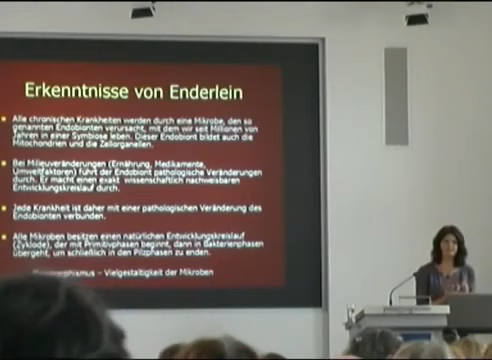 Erkenntnisse von Enderlein
Alle chronischen Krankheiten werden durch eine Mikrobe, den so
genannten Endobionten verursacht, mit dem wir seit Millionen von
Jahren in einer Symbiose leben. Dieser Endobiont bildet auch die
Mitochondrien und die Zellorganellen.
Bei Milieuveränderungen (Ernährung, Medikamente,
Umweltfaktoren) führt der Endobiont pathologische Veränderungen
durch. Er macht einen exakt wissenschaftlich nachweisbaren
Entwicklungskreislauf durch.
Jede Krankheit ist daher mit einer pathologischen Veränderung des
Endobionten verbunden.
Alle Mikroben besitzen einen natürlichen Entwicklungskreislauf
(Zyklode), der mit Primitivphasen beginnt, dann in Bakterienphasen
übergeht, um schließlich in den Pilzphasen zu enden.
– Vielgestaltigkeit der Mikroben